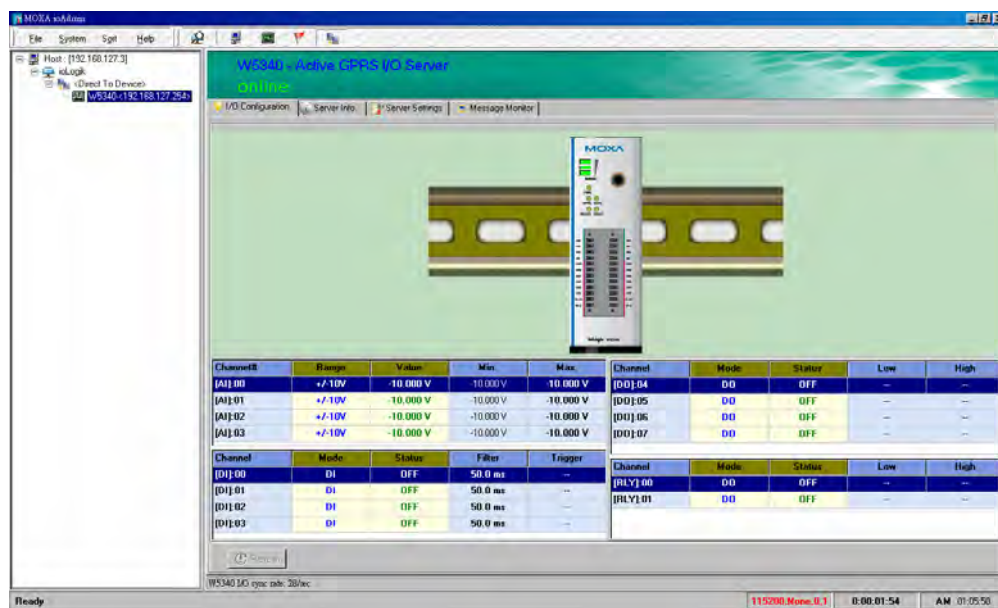 MOXA ioAdmin
File System Sort Help
Host : [192.168.127.3]
ioLogik
<Direct To Device>
W5340-<192.168.127.254>
W5340 - Active GPRS I/O Server
online
I/O Configuration Server Info. Server Settings Message Monitor
MOXA
Channel# Range Value Min. Max.
[AI]:00 +/-10V -10.000 V -10.000 V -10.000 V
[AI]:01 +/-10V -10.000 V -10.000 V -10.000 V
[AI]:02 +/-10V -10.000 V -10.000 V -10.000 V
[AI]:03 +/-10V -10.000 V -10.000 V -10.000 V
Channel Mode Status Filter Trigger
[DI]:00 DI OFF 50.0 ms --
[DI]:01 DI OFF 50.0 ms --
[DI]:02 DI OFF 50.0 ms --
[DI]:03 DI OFF 50.0 ms --
Channel Mode Status Low High
[DO]:04 DO OFF -- --
[DO]:05 DO OFF -- --
[DO]:06 DO OFF -- --
[DO]:07 DO OFF -- --
Channel Mode Status Low High
[RLY]:00 DO OFF -- --
[RLY]:01 DO OFF -- --
W5340 I/O sync rate: 28/sec
Ready 115200,None,8,1 0:00:01:54 AM 01:05:50